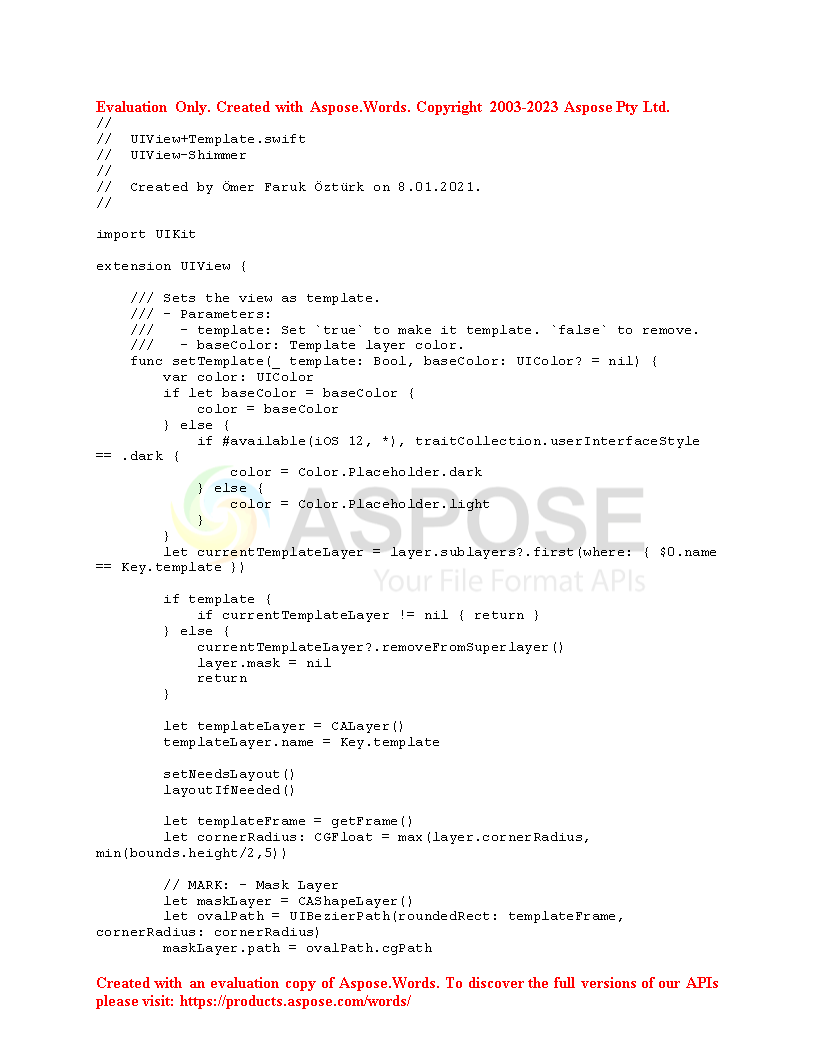 Evaluation Only. Created with Aspose.Words. Copyright 2003-2023 Aspose Pty Ltd.
//
//  UIView+Template.swift
//  UIView-Shimmer
//
//  Created by Ömer Faruk Öztürk on 8.01.2021.
//
import UIKit
extension UIView {
    /// Sets the view as template.
    /// - Parameters:
    ///   - template: Set `true` to make it template. `false` to remove.
    ///   - baseColor: Template layer color.
    func setTemplate(_ template: Bool, baseColor: UIColor? = nil) {
        var color: UIColor
        if let baseColor = baseColor {
            color = baseColor
        } else {
            if #available(iOS 12, *), traitCollection.userInterfaceStyle
== .dark {
                color = Color.Placeholder.dark
            } else {
                color = Color.Placeholder.light
            }
        }
        let currentTemplateLayer = layer.sublayers?.first(where: { $0.name
== Key.template })
        if template {
            if currentTemplateLayer != nil { return }
        } else {
            currentTemplateLayer?.removeFromSuperlayer()
            layer.mask = nil
            return
        }
        let templateLayer = CALayer()
        templateLayer.name = Key.template
        setNeedsLayout()
        layoutIfNeeded()
        let templateFrame = getFrame()
        let cornerRadius: CGFloat = max(layer.cornerRadius,
min(bounds.height/2,5))
        // MARK: - Mask Layer
        let maskLayer = CAShapeLayer()
        let ovalPath = UIBezierPath(roundedRect: templateFrame,
cornerRadius: cornerRadius)
        maskLayer.path = ovalPath.cgPath
ASPOSE
Your File Format APIs
Created with an evaluation copy of Aspose.Words. To discover the full versions of our APIs
please visit: https://products.aspose.com/words/